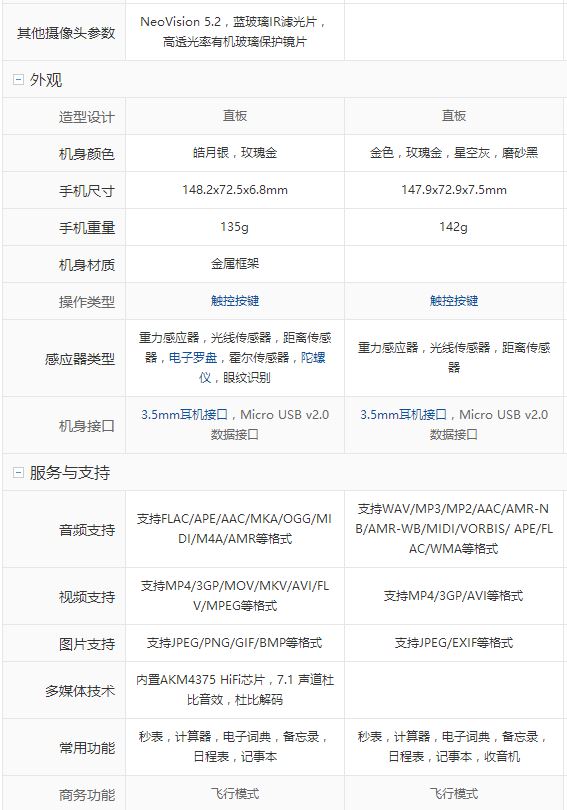 其他摄像头参数
NeoVision 5.2，蓝玻璃IR滤光片，
高透光率有机玻璃保护镜片
外观
造型设计
直板
直板
机身颜色
皓月银，玫瑰金
金色，玫瑰金，星空灰，磨砂黑
手机尺寸
148.2x72.5x6.8mm
147.9x72.9x7.5mm
手机重量
135g
142g
机身材质
金属框架
操作类型
触控按键
触控按键
感应器类型
重力感应器，光线传感器，距离传感
器，电子罗盘，霍尔传感器，陀螺
仪，眼纹识别
重力感应器，光线传感器，距离传感
器
机身接口
3.5mm耳机接口，Micro USB v2.0
数据接口
3.5mm耳机接口，Micro USB v2.0
数据接口
服务与支持
音频支持
支持FLAC/APE/AAC/MKA/OGG/MI
DI/M4A/AMR等格式
支持WAV/MP3/MP2/AAC/AMR-N
B/AMR-WB/MIDI/VORBIS/ APE/FL
AC/WMA等格式
视频支持
支持MP4/3GP/MOV/MKV/AVI/FL
V/MPEG等格式
支持MP4/3GP/AVI等格式
图片支持
支持JPEG/PNG/GIF/BMP等格式
支持JPEG/EXIF等格式
多媒体技术
内置AKM4375 HiFi芯片，7.1 声道杜
比音效，杜比解码
常用功能
秒表，计算器，电子词典，备忘录，
日程表，记事本
秒表，计算器，电子词典，备忘录，
日程表，记事本，收音机
商务功能
飞行模式
飞行模式